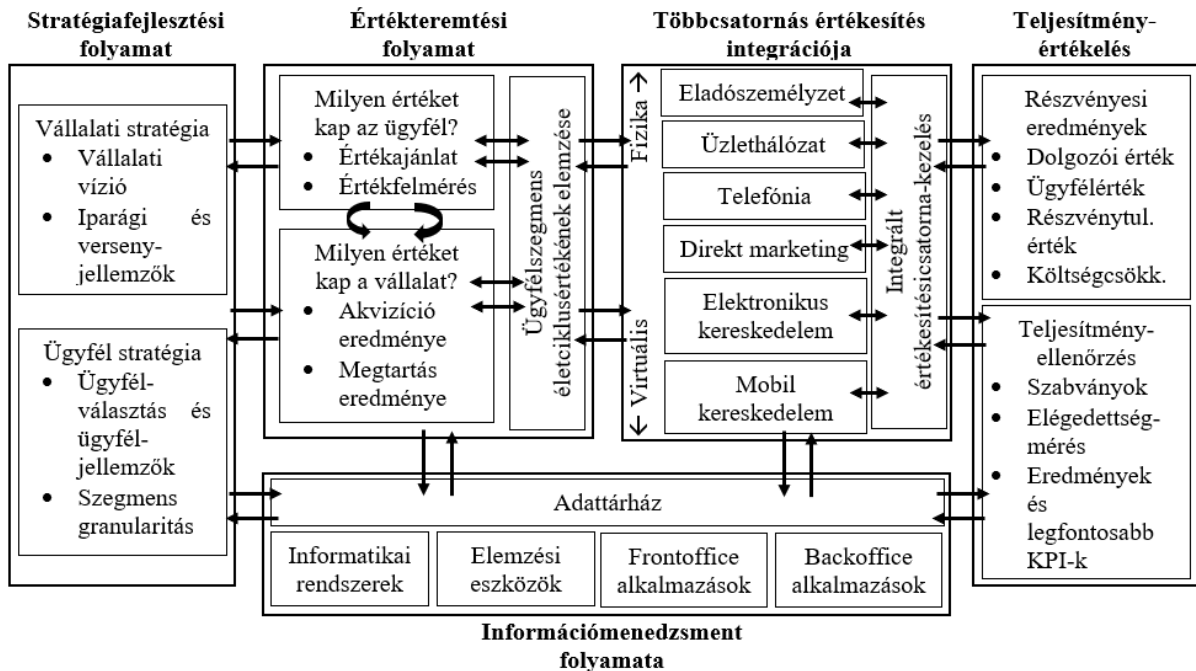 Stratégiafejlesztési
folyamat
Vállalati stratégia
Vállalati
vízió
Iparági és
verseny-
jellemzők
Ügyfél stratégia
Ügyfél-
választás és
ügyfél-
jellemzők
Szegmens
granularitás
Értékteremtési
folyamat
Milyen értéket
kap az ügyfél?
Értékajánlat
Értékfelmérés
Milyen értéket
kap a vállalat?
Akvizíció
eredménye
Megtartás
eredménye
Ügyfélszegmens
életciklusértékének elemzése
Többcsatornás értékesítés
integrációja
Fizika
Virtuális
Eladószemélyzet
Üzlethálózat
Telefónia
Direkt marketing
Elektronikus
kereskedelem
Mobil
kereskedelem
Integrált
értékesítésicsatorna-kezelés
Teljesítmény-
értékelés
Részvényesi
eredmények
Dolgozói érték
Ügyfélérték
Részvénytul.
érték
Költségcsökk.
Teljesítmény-
ellenőrzés
Szabványok
Elégedettség-
mérés
Eredmények
és
legfontosabb
KPI-k
Adattárház
Informatikai
rendszerek
Elemzési
eszközök
Frontoffice
alkalmazások
Backoffice
alkalmazások
Információmenedzsment
folyamata